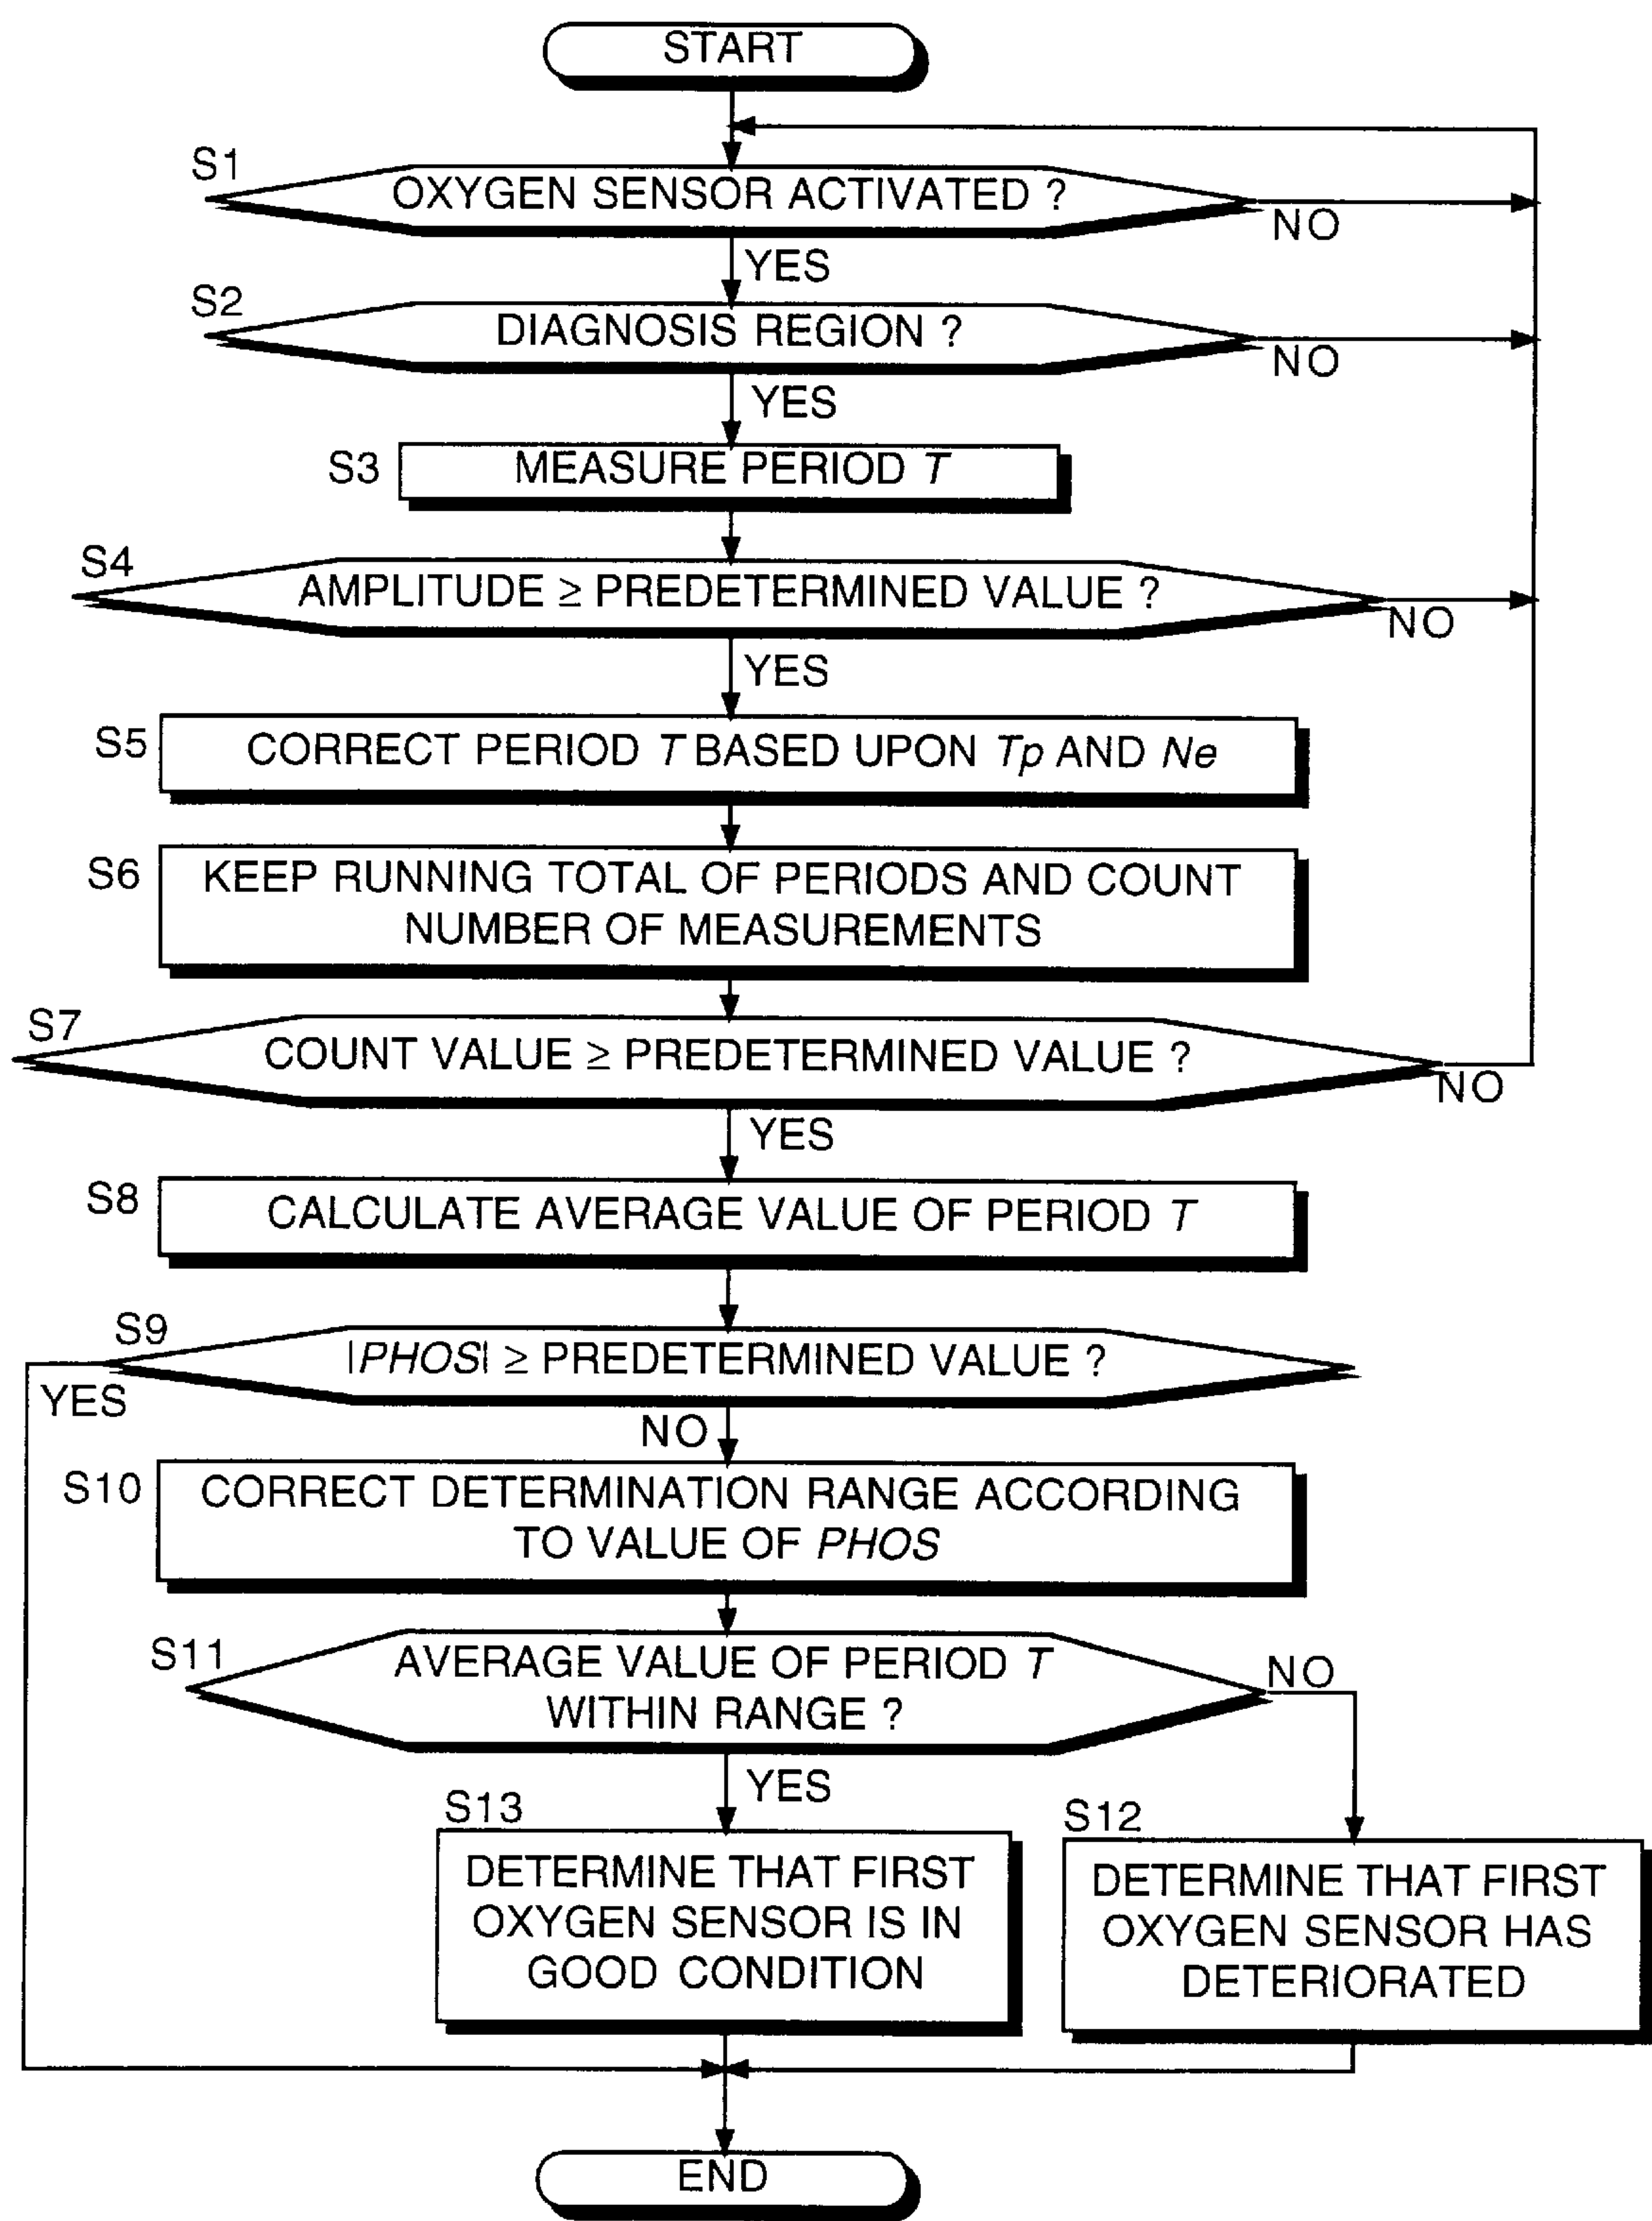 START
S1
OXYGEN SENSOR ACTIVATED ?
NO
YES
S2
DIAGNOSIS REGION ?
NO
YES
S3
MEASURE PERIOD T
S4
AMPLITUDE ≥ PREDETERMINED VALUE ?
NO
YES
S5
CORRECT PERIOD T BASED UPON Tp AND Ne
S6
KEEP RUNNING TOTAL OF PERIODS AND COUNT
NUMBER OF MEASUREMENTS
S7
COUNT VALUE ≥ PREDETERMINED VALUE ?
NO
YES
S8
CALCULATE AVERAGE VALUE OF PERIOD T
S9
|PHOS| ≥ PREDETERMINED VALUE ?
YES
NO
S10
CORRECT DETERMINATION RANGE ACCORDING
TO VALUE OF PHOS
S11
AVERAGE VALUE OF PERIOD T
WITHIN RANGE ?
NO
YES
S13
DETERMINE THAT FIRST
OXYGEN SENSOR IS IN
GOOD CONDITION
S12
DETERMINE THAT FIRST
OXYGEN SENSOR HAS
DETERIORATED
END